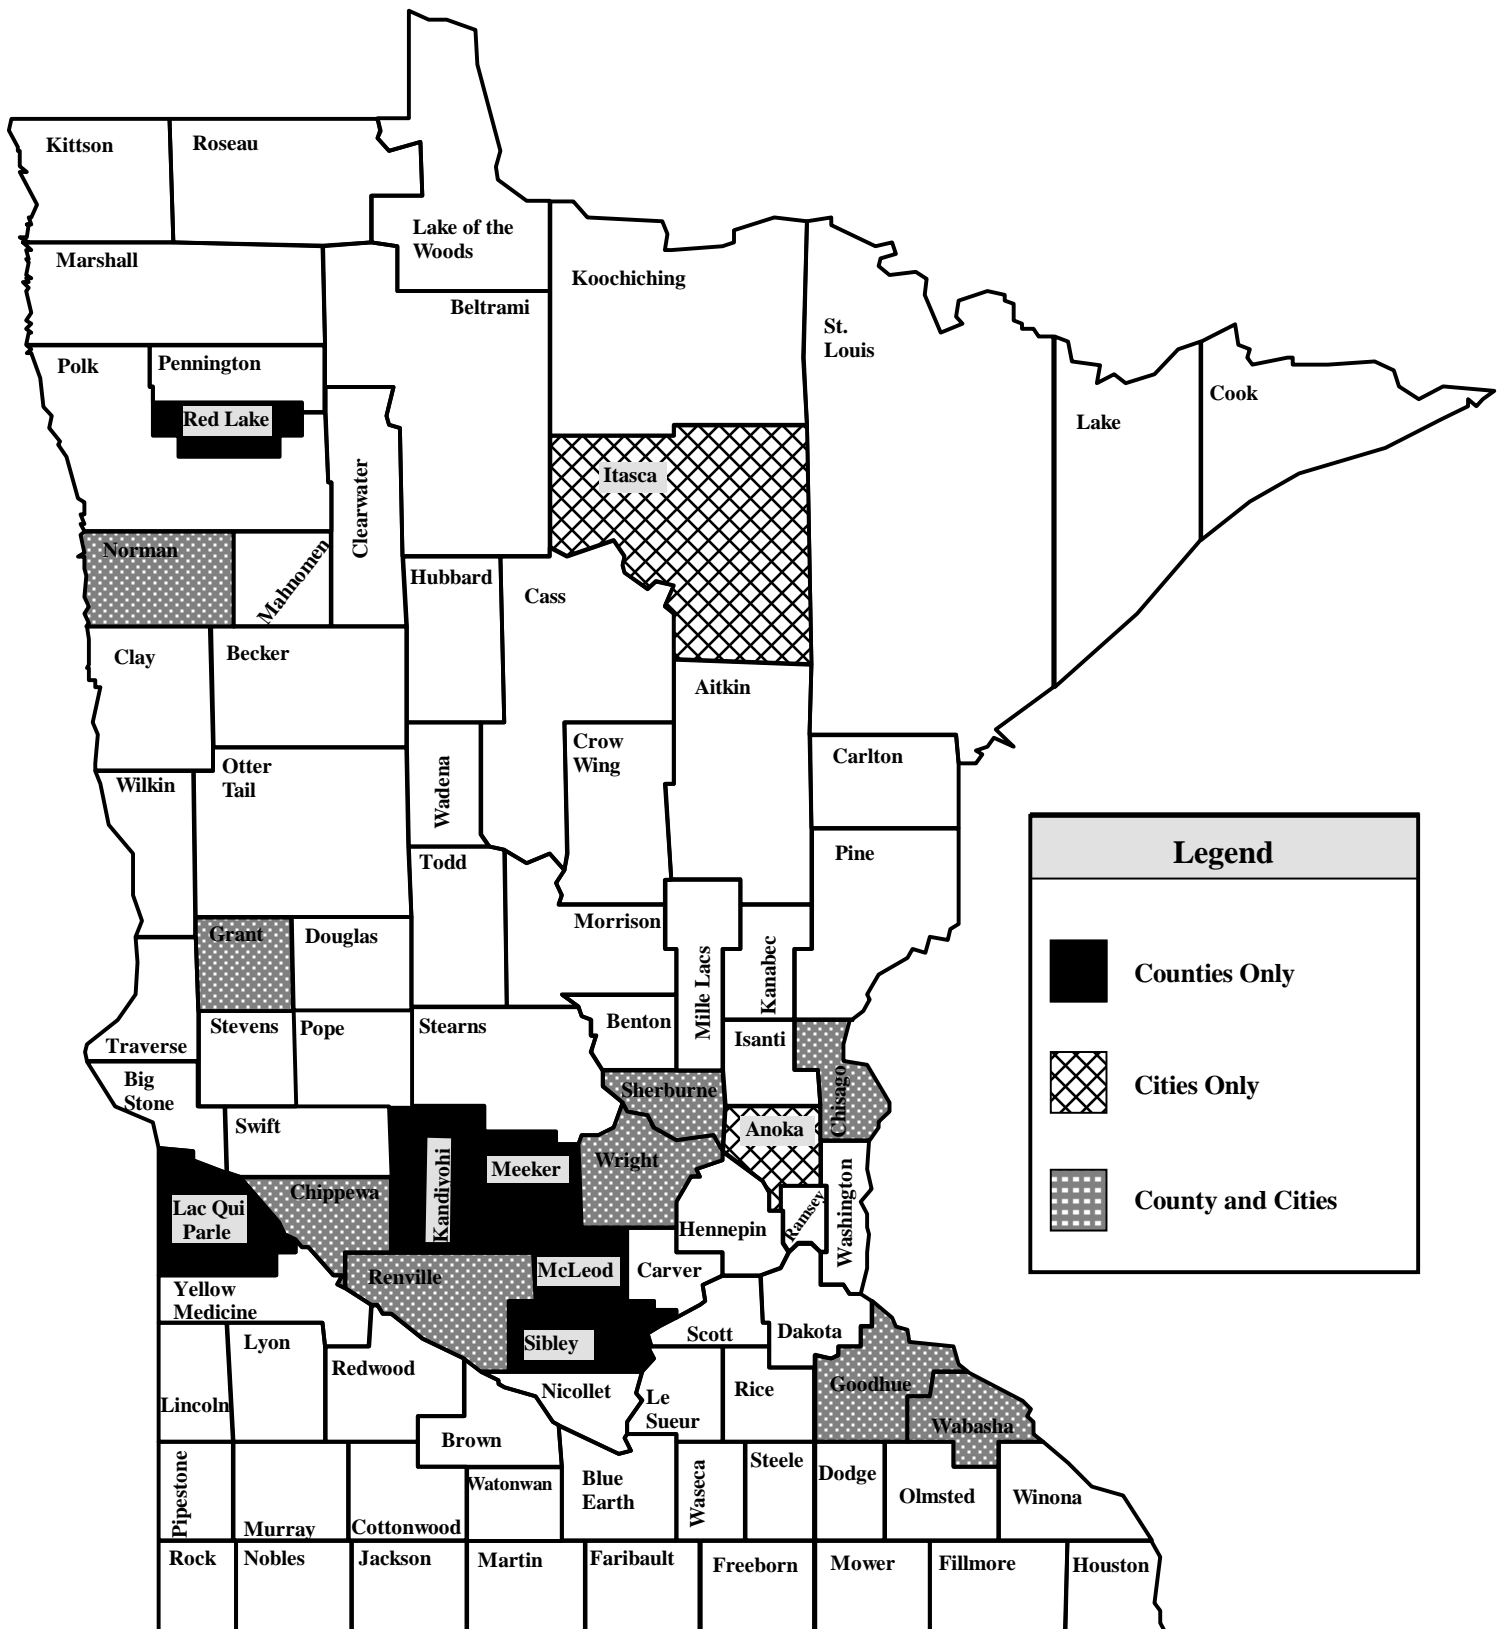 Kittson
Roseau
Lake of the
Woods
Marshall
Koochiching
Beltrami
St.
Louis
Polk
Pennington
Cook
Red Lake
Lake
Itasca
Clearwater
Norman
Mahnomen
Hubbard
Cass
Clay
Becker
Aitkin
Crow
Wing
Carlton
Otter
Tail
Wilkin
Wadena
Todd
Pine
Legend
Morrison
Grant
Douglas
Mille Lacs
Kanabec
Counties Only
Stevens
Pope
Stearns
Benton
Isanti
Traverse
Big
Stone
Sherburne
Chisago
Cities Only
Swift
Anoka
Kandiyohi
Meeker
Wright
Chippewa
Lac Qui
Parle
Hennepin
Ramsey
Washington
County and Cities
Renville
McLeod
Carver
Yellow
Medicine
Lyon
Sibley
Scott
Dakota
Redwood
Lincoln
Nicollet
Le
Sueur
Rice
Goodhue
Wabasha
Brown
Pipestone
Murray
Cottonwood
Watonwan
Blue
Earth
Waseca
Steele
Dodge
Olmsted
Winona
Rock
Nobles
Jackson
Martin
Faribault
Freeborn
Mower
Fillmore
Houston